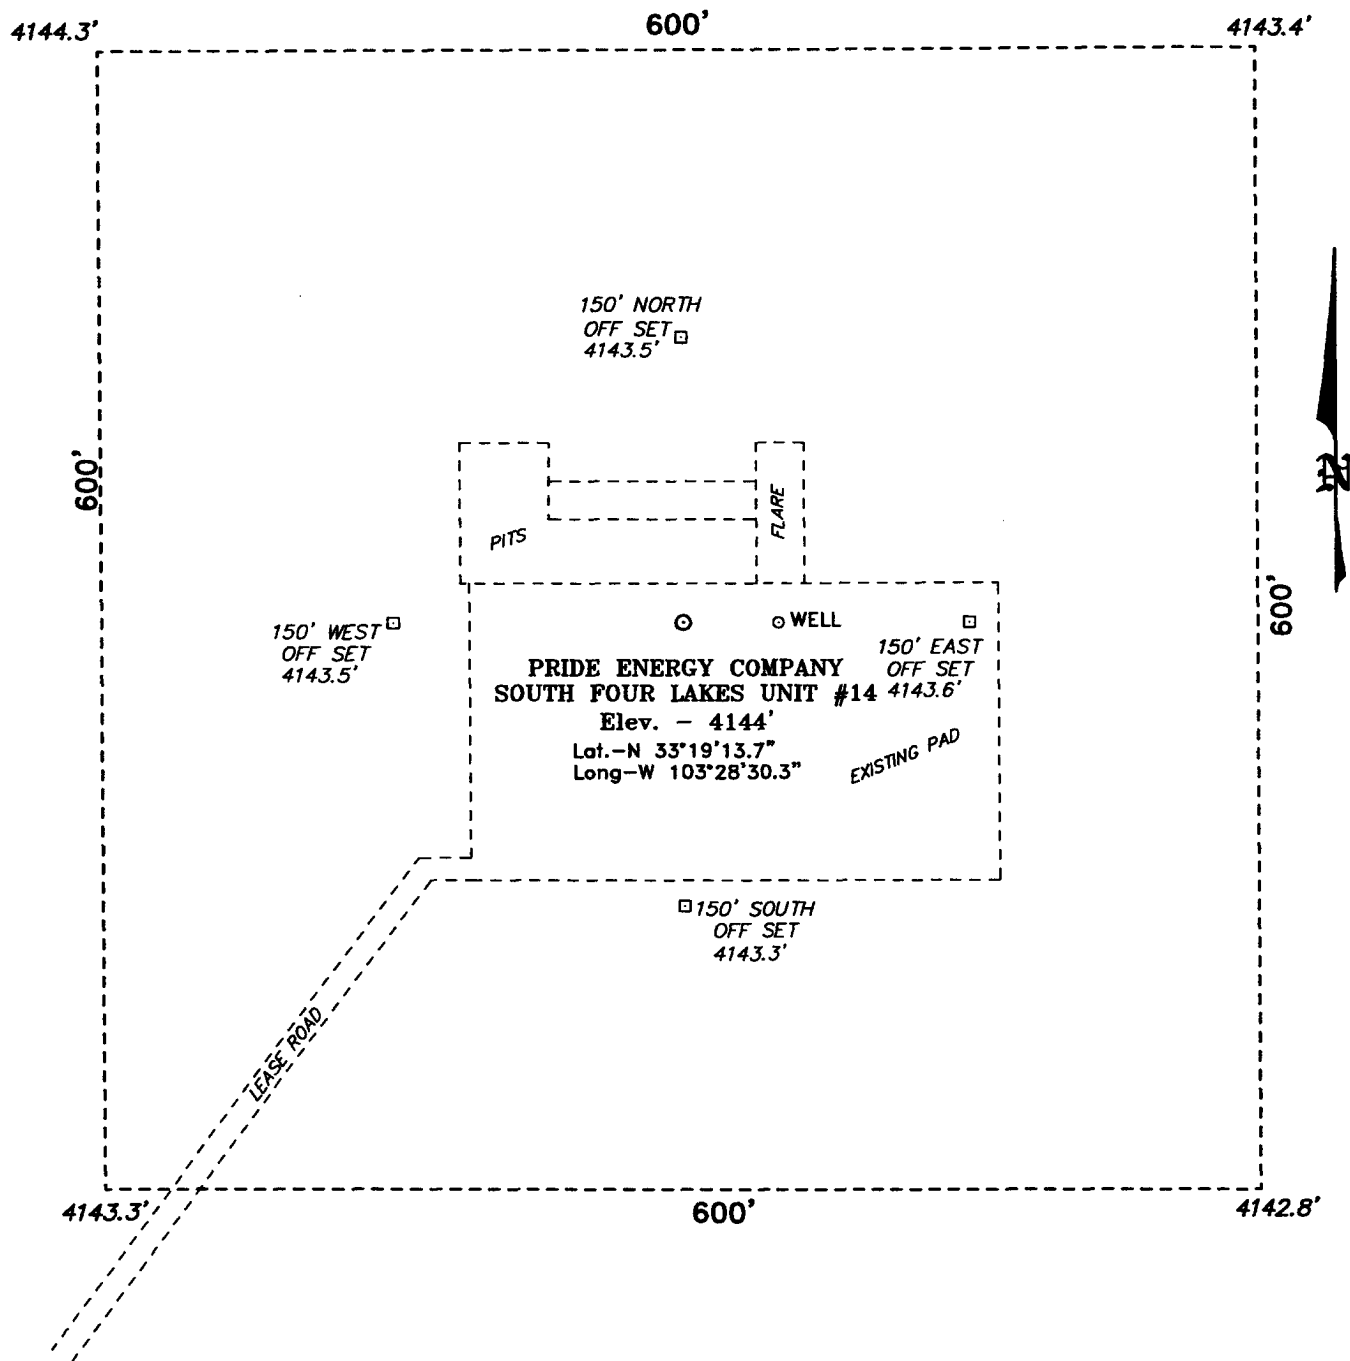 4144.3'
600'
4143.4'
150' NORTH
OFF SET
4143.5'
600'
FLARE
PITS
N
600'
WELL
150' WEST
OFF SET
4143.5'
150' EAST
OFF SET
4143.6'
PRIDE ENERGY COMPANY
SOUTH FOUR LAKES UNIT #14
Elev. - 4144'
Lat.-N 33°19'13.7"
Long-W 103°28'30.3"
EXISTING PAD
150' SOUTH
OFF SET
4143.3'
LEASE ROAD
4143.3'
600'
4142.8'